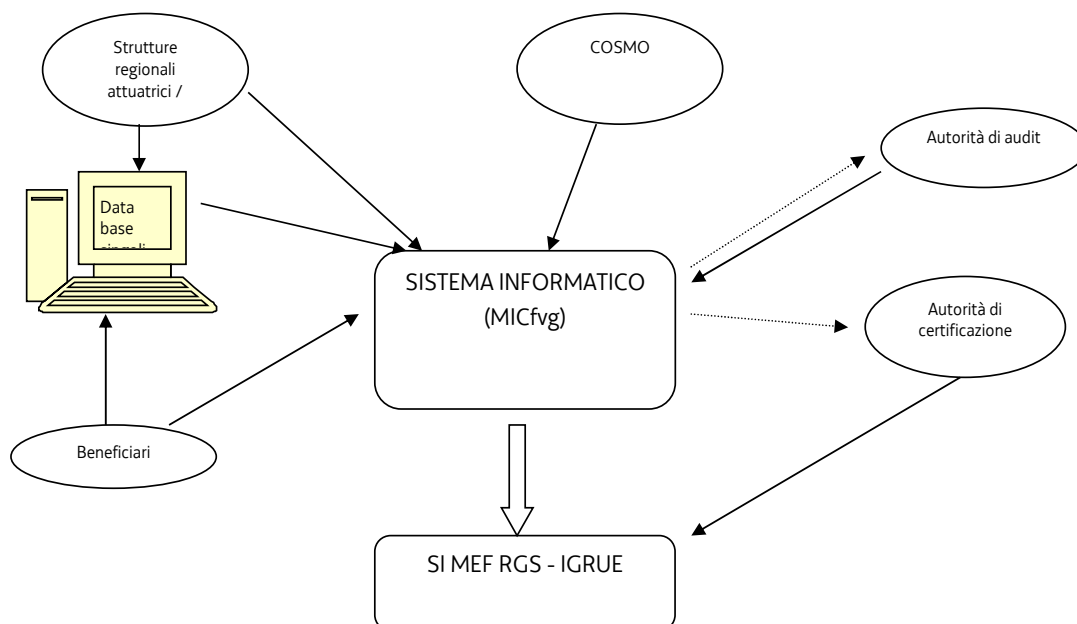 Strutture
regionali
attuatrici /
COSMO
Autorità di audit
Data
base
SISTEMA INFORMATICO
(MICfvg)
Autorità di
certificazione
Beneficiari
SI MEF RGS - IGRUE